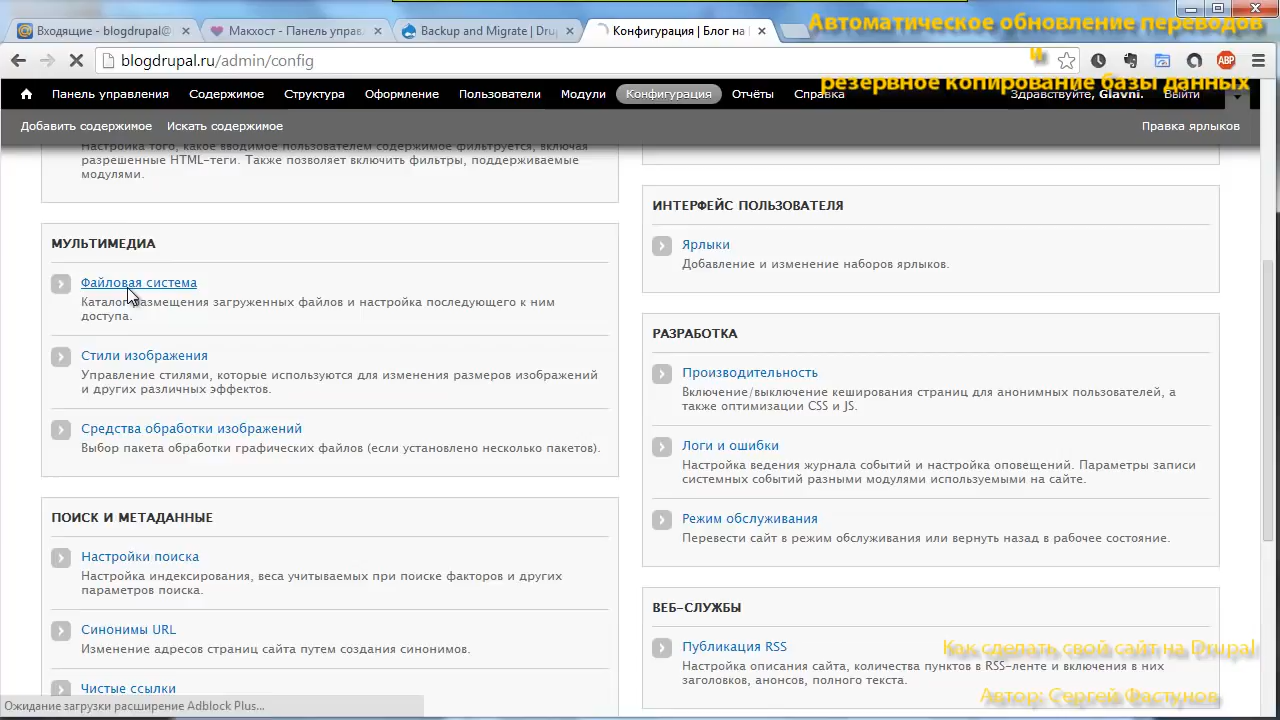 Входящие - blogdrupal@
Макхост - Панель управ
Backup and Migrate | Dru
Конфигурация | Блог на
Автоматическое обновление переводов
и
резервное копирование базы данных
blogdrupal.ru/admin/config
ABP
Панель управления Содержимое Структура Оформление Пользователи Модули Конфигурация Отчёты Справка Здравствуйте, Glavni. Выйти
Добавить содержимое Искать содержимое Правка ярлыков
Настройка того, какое вводимое пользователем содержимое фильтруется, включая
разрешенные HTML-теги. Также позволяет включить фильтры, поддерживаемые
модулями.
МУЛЬТИМЕДИА
Файловая система
Каталог размещения загруженных файлов и настройка последующего к ним
доступа.
Стили изображения
Управление стилями, которые используются для изменения размеров изображений
и других различных эффектов.
Средства обработки изображений
Выбор пакета обработки графических файлов (если установлено несколько пакетов).
ПОИСК И МЕТАДАННЫЕ
Настройки поиска
Настройка индексирования, веса учитываемых при поиске факторов и других
параметров поиска.
Синонимы URL
Изменение адресов страниц сайта путем создания синонимов.
Чистые ссылки
ИНТЕРФЕЙС ПОЛЬЗОВАТЕЛЯ
Ярлыки
Добавление и изменение наборов ярлыков.
РАЗРАБОТКА
Производительность
Включение/выключение кеширования страниц для анонимных пользователей, а
также оптимизации CSS и JS.
Логи и ошибки
Настройка ведения журнала событий и настройка оповещений. Параметры записи
системных событий разными модулями используемыми на сайте.
Режим обслуживания
Перевести сайт в режим обслуживания или вернуть назад в рабочее состояние.
ВЕБ-СЛУЖБЫ
Публикация RSS
Настройка описания сайта, количества пунктов в RSS-ленте и включения в них
заголовков, анонсов, полного текста.
Как сделать свой сайт на Drupal
Автор: Сергей Фастунов
Ожидание загрузки расширение Adblock Plus...